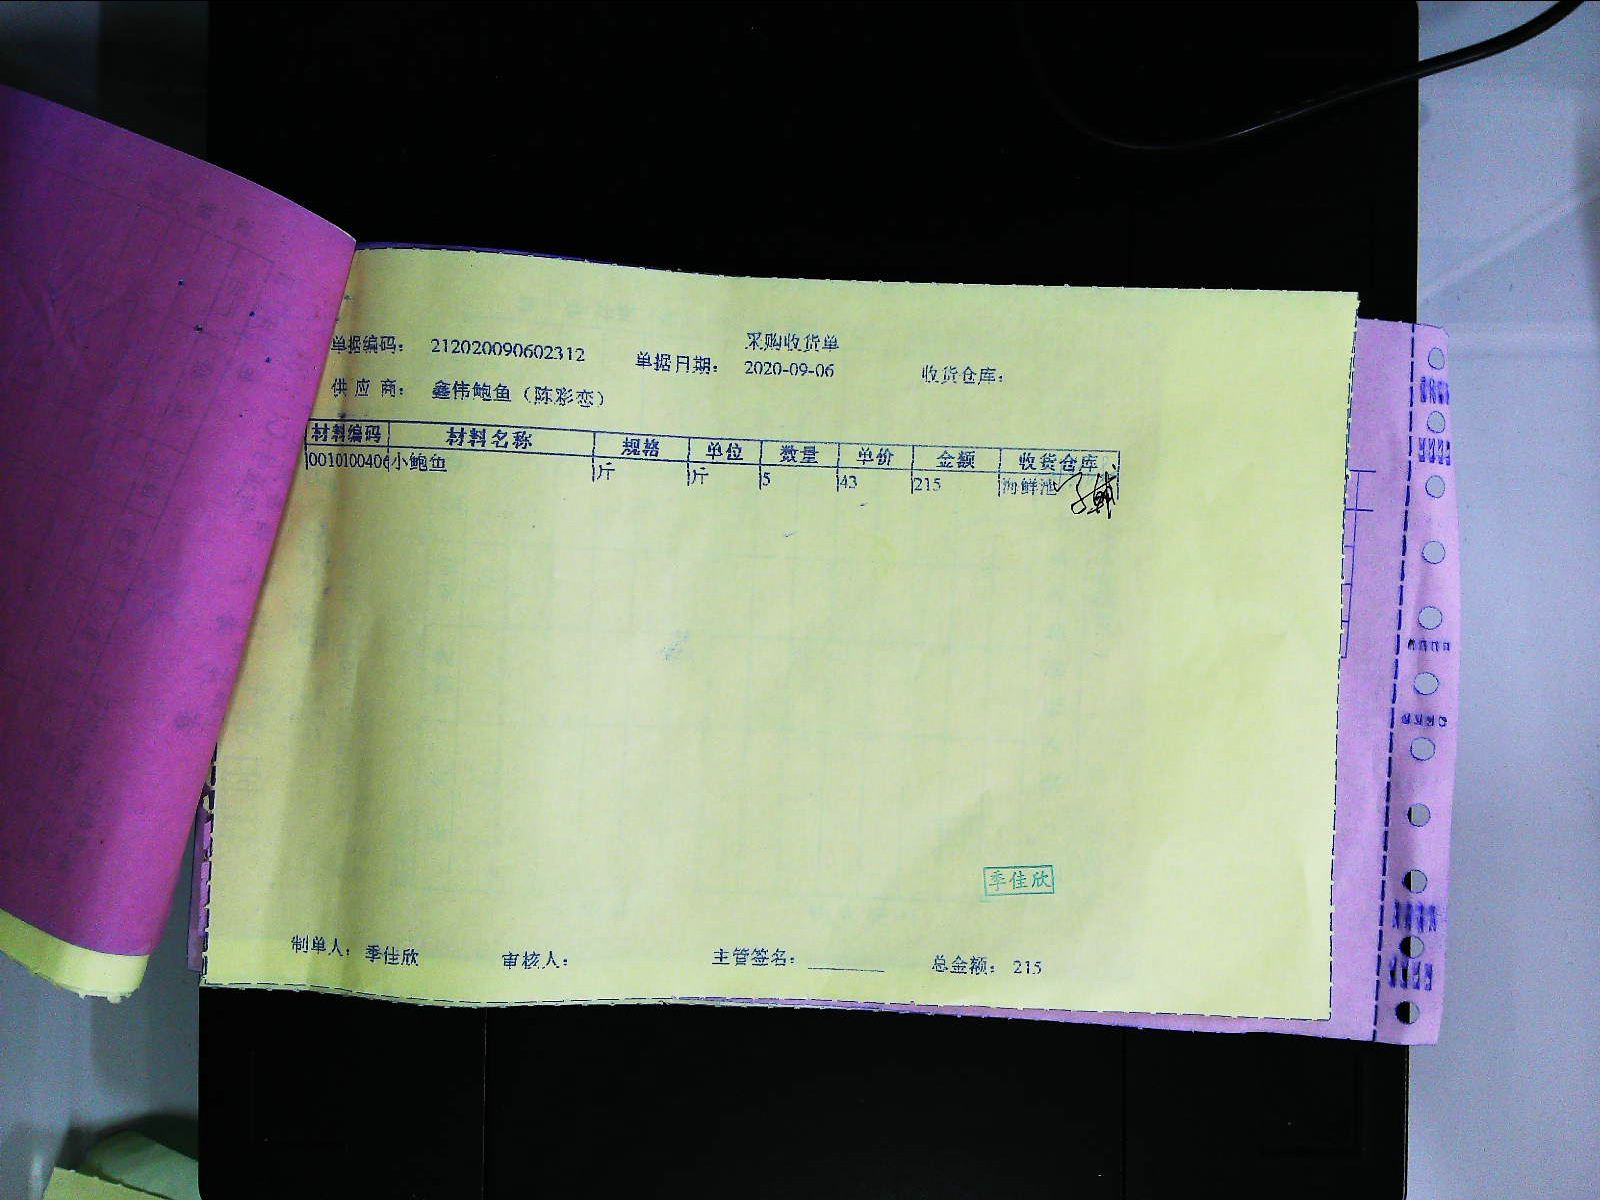 采购收货单
单据编码： 212020090602312 单据日期： 2020-09-06 收货仓库：
供 应 商： 鑫伟鲍鱼（陈彩恋）
材料编码 材料名称 规格 单位 数量 单价 金额 收货仓库
0010100406 小鲍鱼 斤 斤 5 43 215 海鲜池
季佳欣
制单人： 季佳欣 审核人： 主管签名： 总金额： 215